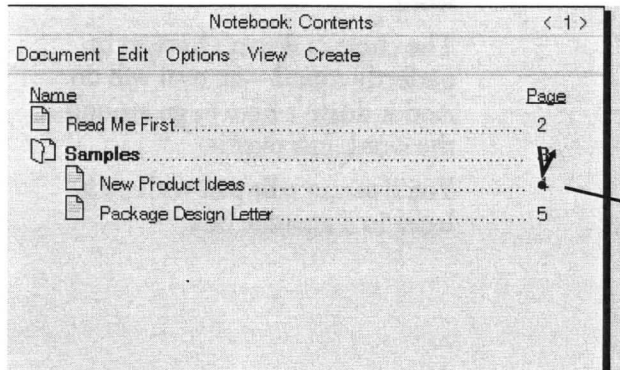 Notebook: Contents < 1 >
Document Edit Options View Create
Name Page
Read Me First 2
Samples
New Product Ideas 4
Package Design Letter 5